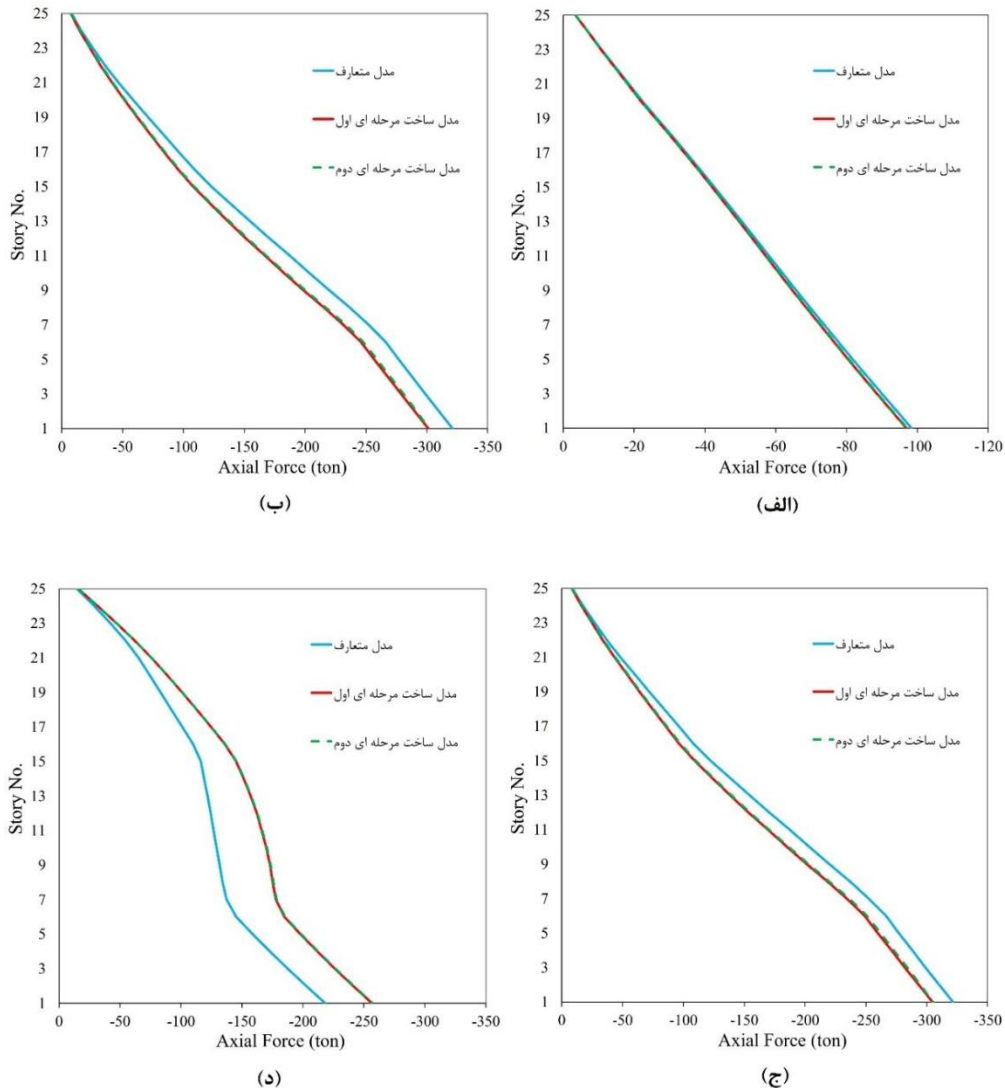 25
23
21
19
17
15
13
11
9
7
5
3
1
Story No.
مدل متعارف
مدل ساخت مرحله ای اول
مدل ساخت مرحله ای دوم
0 -20 -40 -60 -80 -100 -120
Axial Force (ton)
(الف)
25
23
21
19
17
15
13
11
9
7
5
3
1
Story No.
مدل متعارف
مدل ساخت مرحله ای اول
مدل ساخت مرحله ای دوم
0 -50 -100 -150 -200 -250 -300 -350
Axial Force (ton)
(ب)
25
23
21
19
17
15
13
11
9
7
5
3
1
Story No.
مدل متعارف
مدل ساخت مرحله ای اول
مدل ساخت مرحله ای دوم
0 -50 -100 -150 -200 -250 -300 -350
Axial Force (ton)
(ج)
25
23
21
19
17
15
13
11
9
7
5
3
1
Story No.
مدل متعارف
مدل ساخت مرحله ای اول
مدل ساخت مرحله ای دوم
0 -50 -100 -150 -200 -250 -300 -350
Axial Force (ton)
(د)